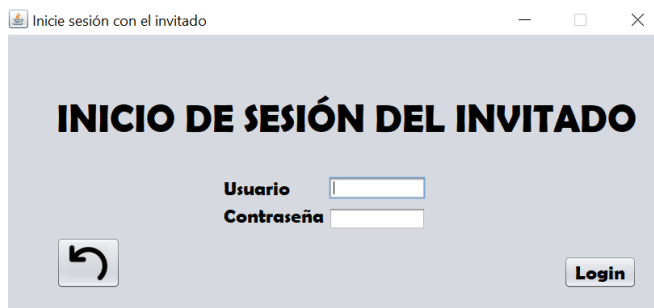 Inicie sesión con el invitado
INICIO DE SESIÓN DEL INVITADO
Usuario
Contraseña
Login